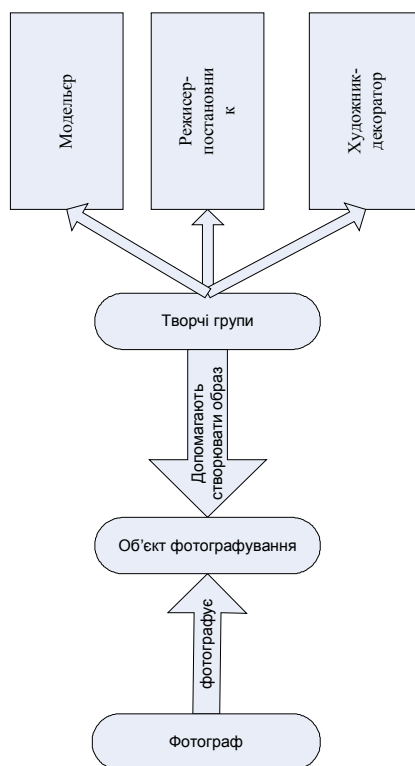 Модельєр
Режисер-
постановни
к
Художник-
декоратор
Творчі групи
Допомагають
створювати образ
Об’єкт фотографування
фотографує
Фотограф